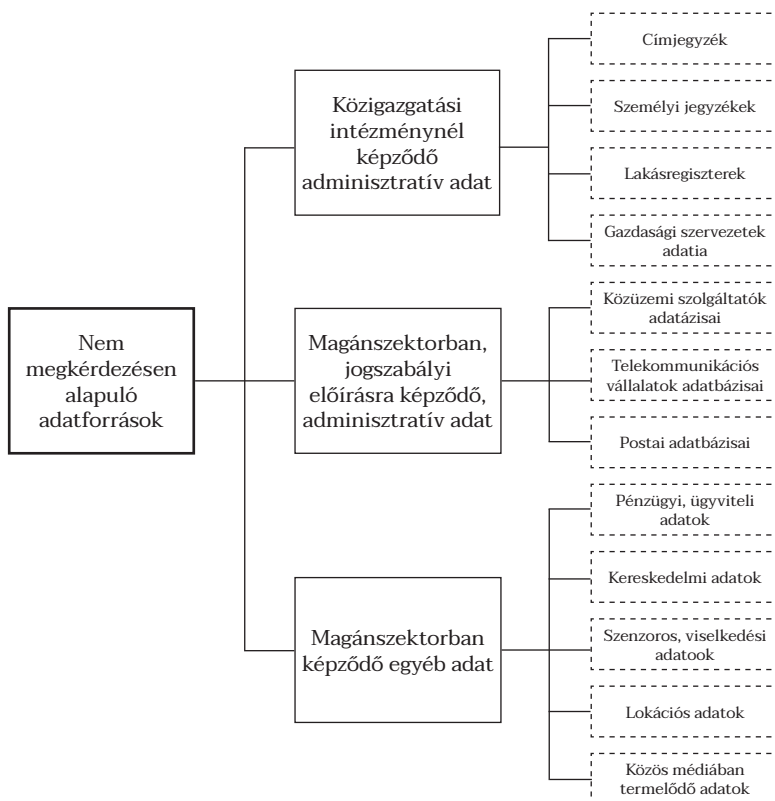 Nem
megkérdezésen
alapuló
adatforrások
Közigazgatási
intézménynél
képződő
adminisztratív adat
Címjegyzék
Személyi jegyzékek
Lakásregiszterek
Gazdasági szervezetek
adatia
Magánszektorban,
jogszabályi
előírásra képződő,
adminisztratív adat
Közüzemi szolgáltatók
adatázisai
Telekommunikációs
vállalatok adatbázisai
Postai adatbázisai
Magánszektorban
képződő egyéb adat
Pénzügyi, ügyviteli
adatok
Kereskedelmi adatok
Szenzoros, viselkedési
adatook
Lokációs adatok
Közös médiában
termelődő adatok